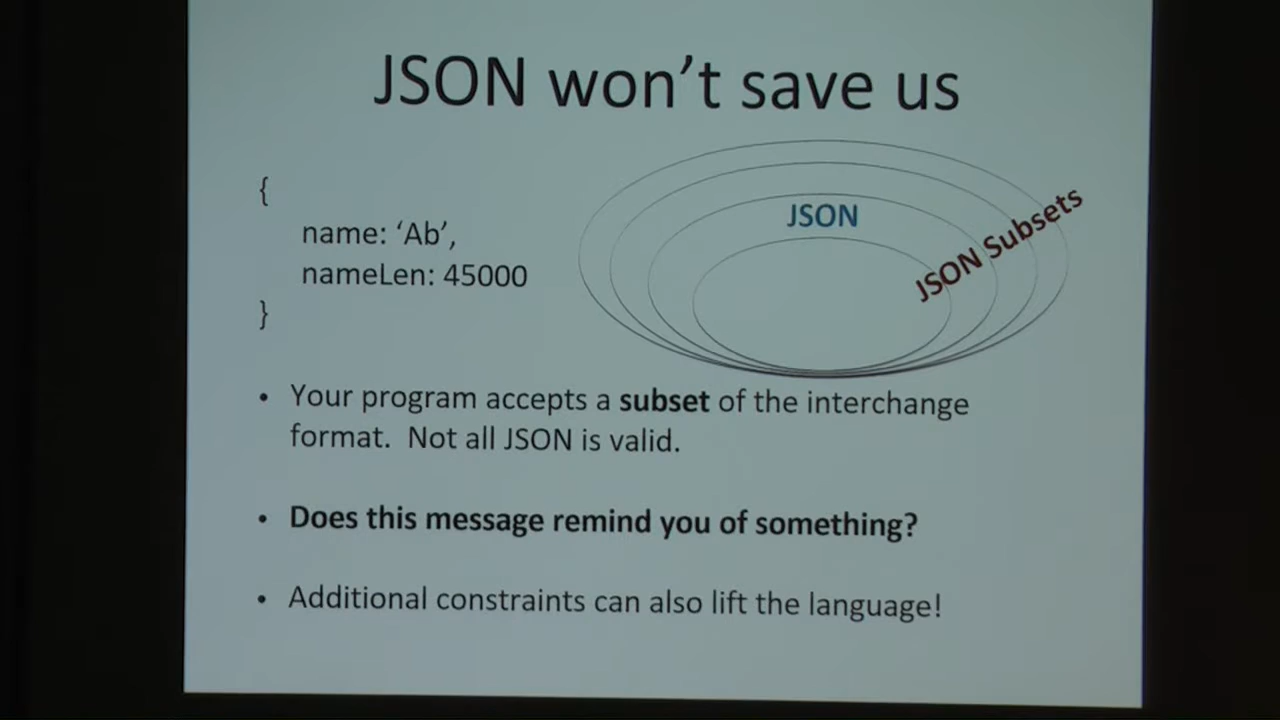 JSON won't save us
{
name: ‘Ab’,
nameLen: 45000
}
JSON
JSON Subsets
• Your program accepts a subset of the interchange
format. Not all JSON is valid.
• Does this message remind you of something?
• Additional constraints can also lift the language!